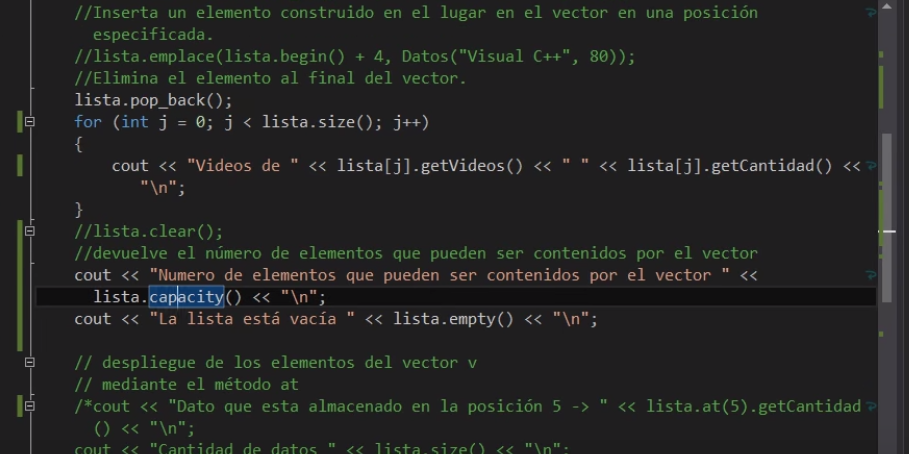 //Inserta un elemento construido en el lugar en el vector en una posición
especificada.
//lista.emplace(lista.begin() + 4, Datos("Visual C++", 80));
//Elimina el elemento al final del vector.
lista.pop_back();
for (int j = 0; j < lista.size(); j++)
{
cout << "Videos de " << lista[j].getVideos() << " " << lista[j].getCantidad() <<
"\n";
}
//lista.clear();
//devuelve el número de elementos que pueden ser contenidos por el vector
cout << "Numero de elementos que pueden ser contenidos por el vector " <<
lista.capacity() << "\n";
cout << "La lista está vacía " << lista.empty() << "\n";
// despliegue de los elementos del vector v
// mediante el método at
/*cout << "Dato que esta almacenado en la posición 5 -> " << lista.at(5).getCantidad
() << "\n";
cout << "Cantidad de datos " << lista.size() << "\n";